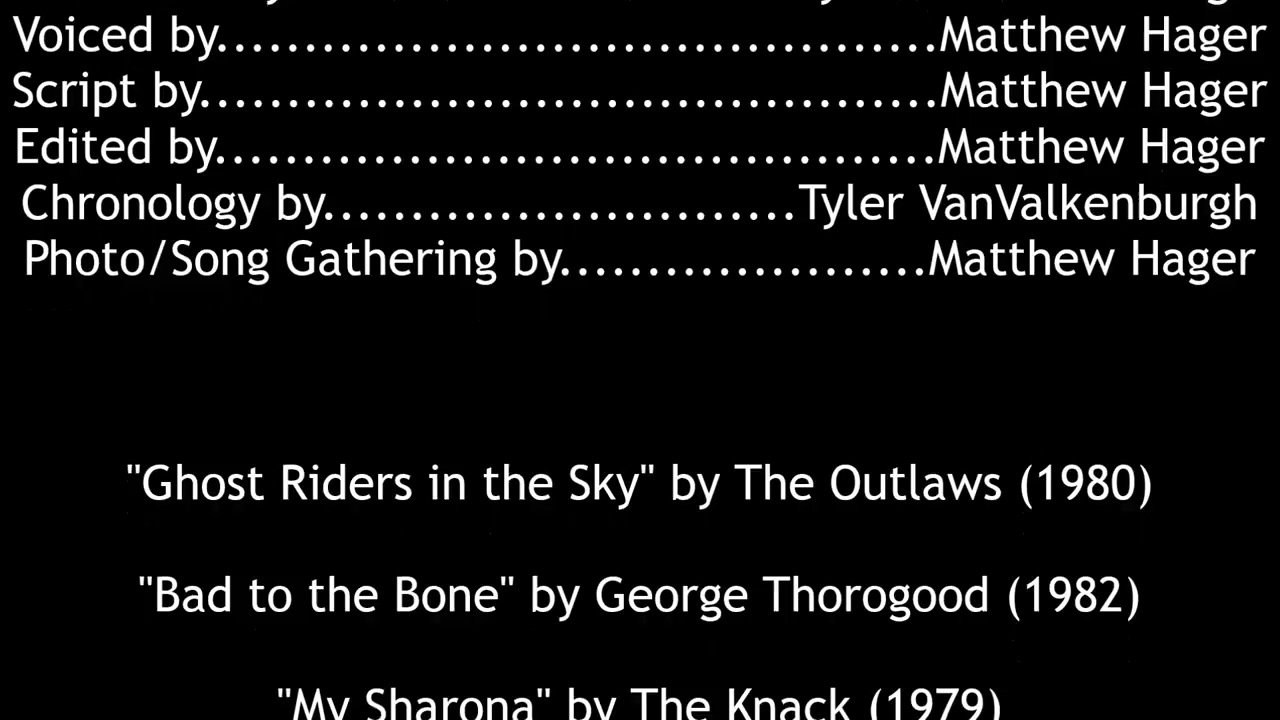 Voiced by.....................................Matthew Hager
Script by......................................Matthew Hager
Edited by.....................................Matthew Hager
Chronology by........................Tyler VanValkenburgh
Photo/Song Gathering by...................Matthew Hager
"Ghost Riders in the Sky" by The Outlaws (1980)
"Bad to the Bone" by George Thorogood (1982)
"My Sharona" by The Knack (1979)